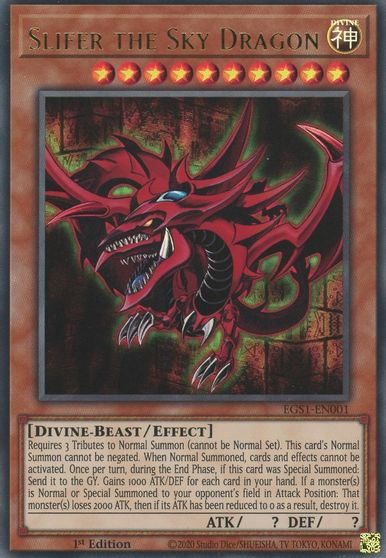 Slifer the Sky Dragon
DIVINE
神
EGS1-EN001
[Divine-Beast/Effect]
Requires 3 Tributes to Normal Summon (cannot be Normal Set). This card's Normal
Summon cannot be negated. When Normal Summoned, cards and effects cannot be
activated. Once per turn, during the End Phase, if this card was Special Summoned:
Send it to the GY. Gains 1000 ATK/DEF for each card in your hand. If a monster(s)
is Normal or Special Summoned to your opponent's field in Attack Position: That
monster(s) loses 2000 ATK, then if its ATK has been reduced to 0 as a result, destroy it.
ATK/ ? DEF/ ?
1st Edition ©2020 Studio Dice/SHUEISHA, TV TOKYO, KONAMI